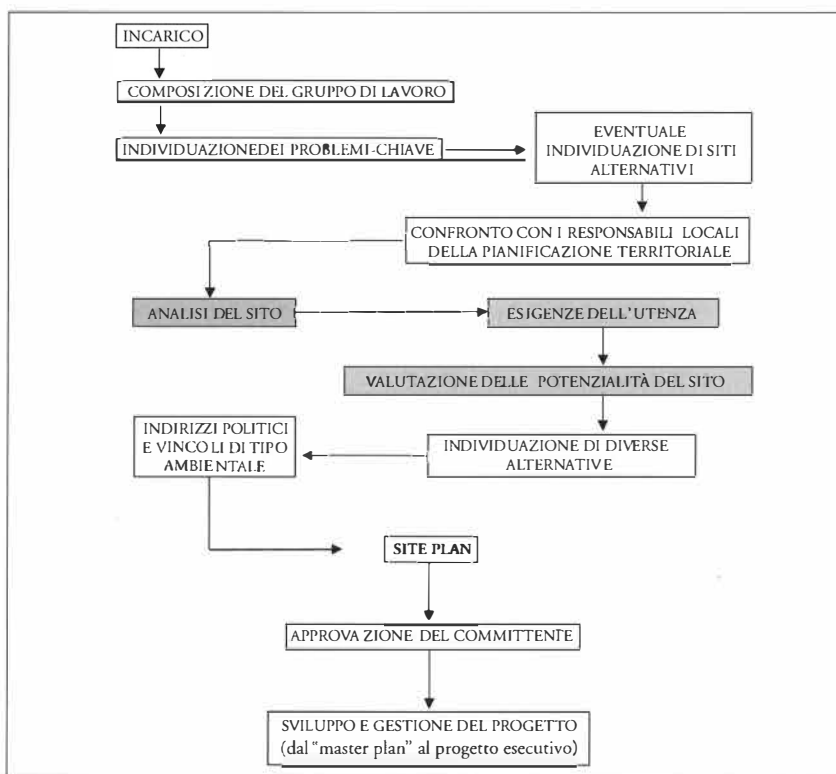 INCARICO
COMPOSIZIONE DEL GRUPPO DI LAVORO
INDIVIDUAZIONE DEI PROBLEMI-CHIAVE
EVENTUALE
INDIVIDUAZIONE DI SITI
ALTERNATIVI
CONFRONTO CON I RESPONSABILI LOCALI
DELLA PIANIFICAZIONE TERRITORIALE
ANALISI DEL SITO
ESIGENZE DELL'UTENZA
VALUTAZIONE DELLE POTENZIALITÀ DEL SITO
INDIRIZZI POLITICI
E VINCOLI DI TIPO
AMBIENTALE
INDIVIDUAZIONE DI DIVERSE
ALTERNATIVE
SITE PLAN
APPROVAZIONE DEL COMMITTENTE
SVILUPPO E GESTIONE DEL PROGETTO
(dal "master plan" al progetto esecutivo)